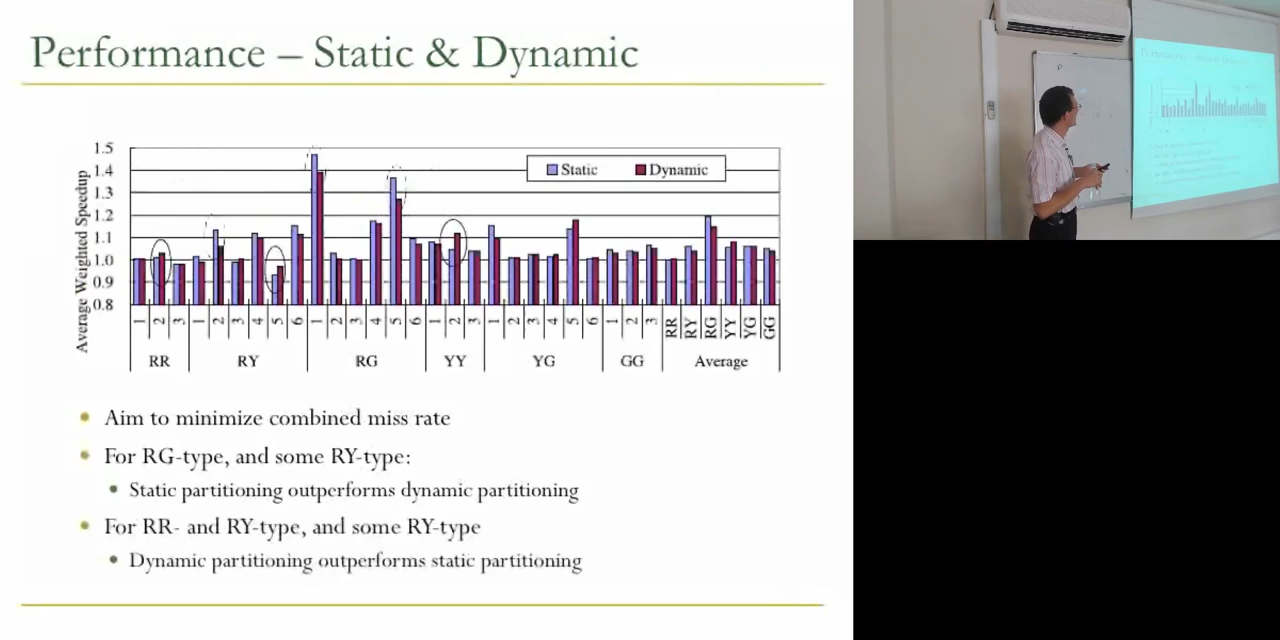 Performance – Static & Dynamic
Average Weighted Speedup
1.5
1.4
1.3
1.2
1.1
1.0
0.9
0.8
Static Dynamic
1 2 3 1 2 3 4 5 6 1 2 3 4 5 6 1 2 3 1 2 3 4 5 6 1 2 3 RR RY RG YY YG GG
RR RY RG YY YG GG Average
Aim to minimize combined miss rate
For RG-type, and some RY-type:
Static partitioning outperforms dynamic partitioning
For RR- and RY-type, and some RY-type
Dynamic partitioning outperforms static partitioning